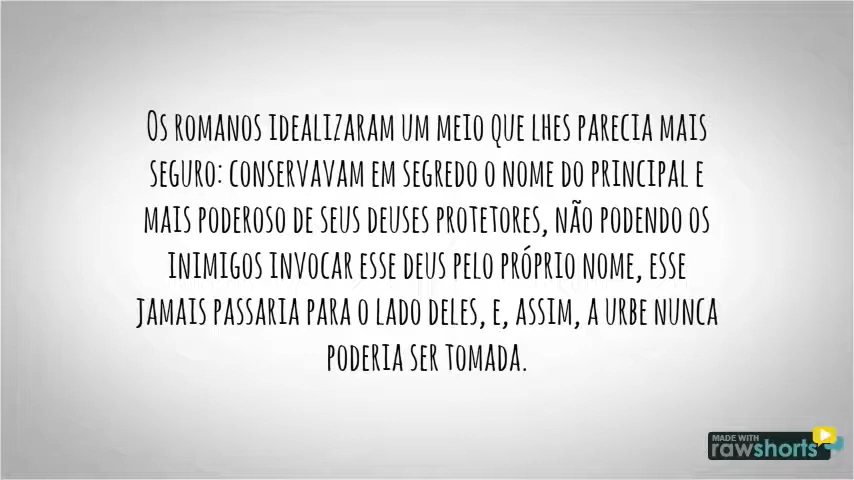 Os romanos idealizaram um meio que lhes parecia mais
seguro: conservavam em segredo o nome do principal e
mais poderoso de seus deuses protetores, não podendo os
inimigos invocar esse deus pelo próprio nome, esse
jamais passaria para o lado deles, e, assim, a urbe nunca
poderia ser tomada.
MADE WITH
rawshorts